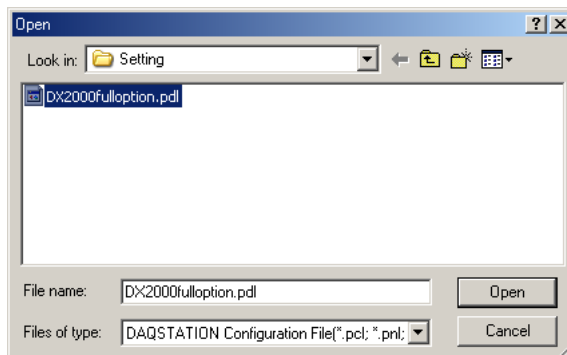 Open
Look in: Setting
DX2000fulloption.pdl
File name: DX2000fulloption.pdl Open
Files of type: DAQSTATION Configuration File(*.pcl; *.pnl; Cancel